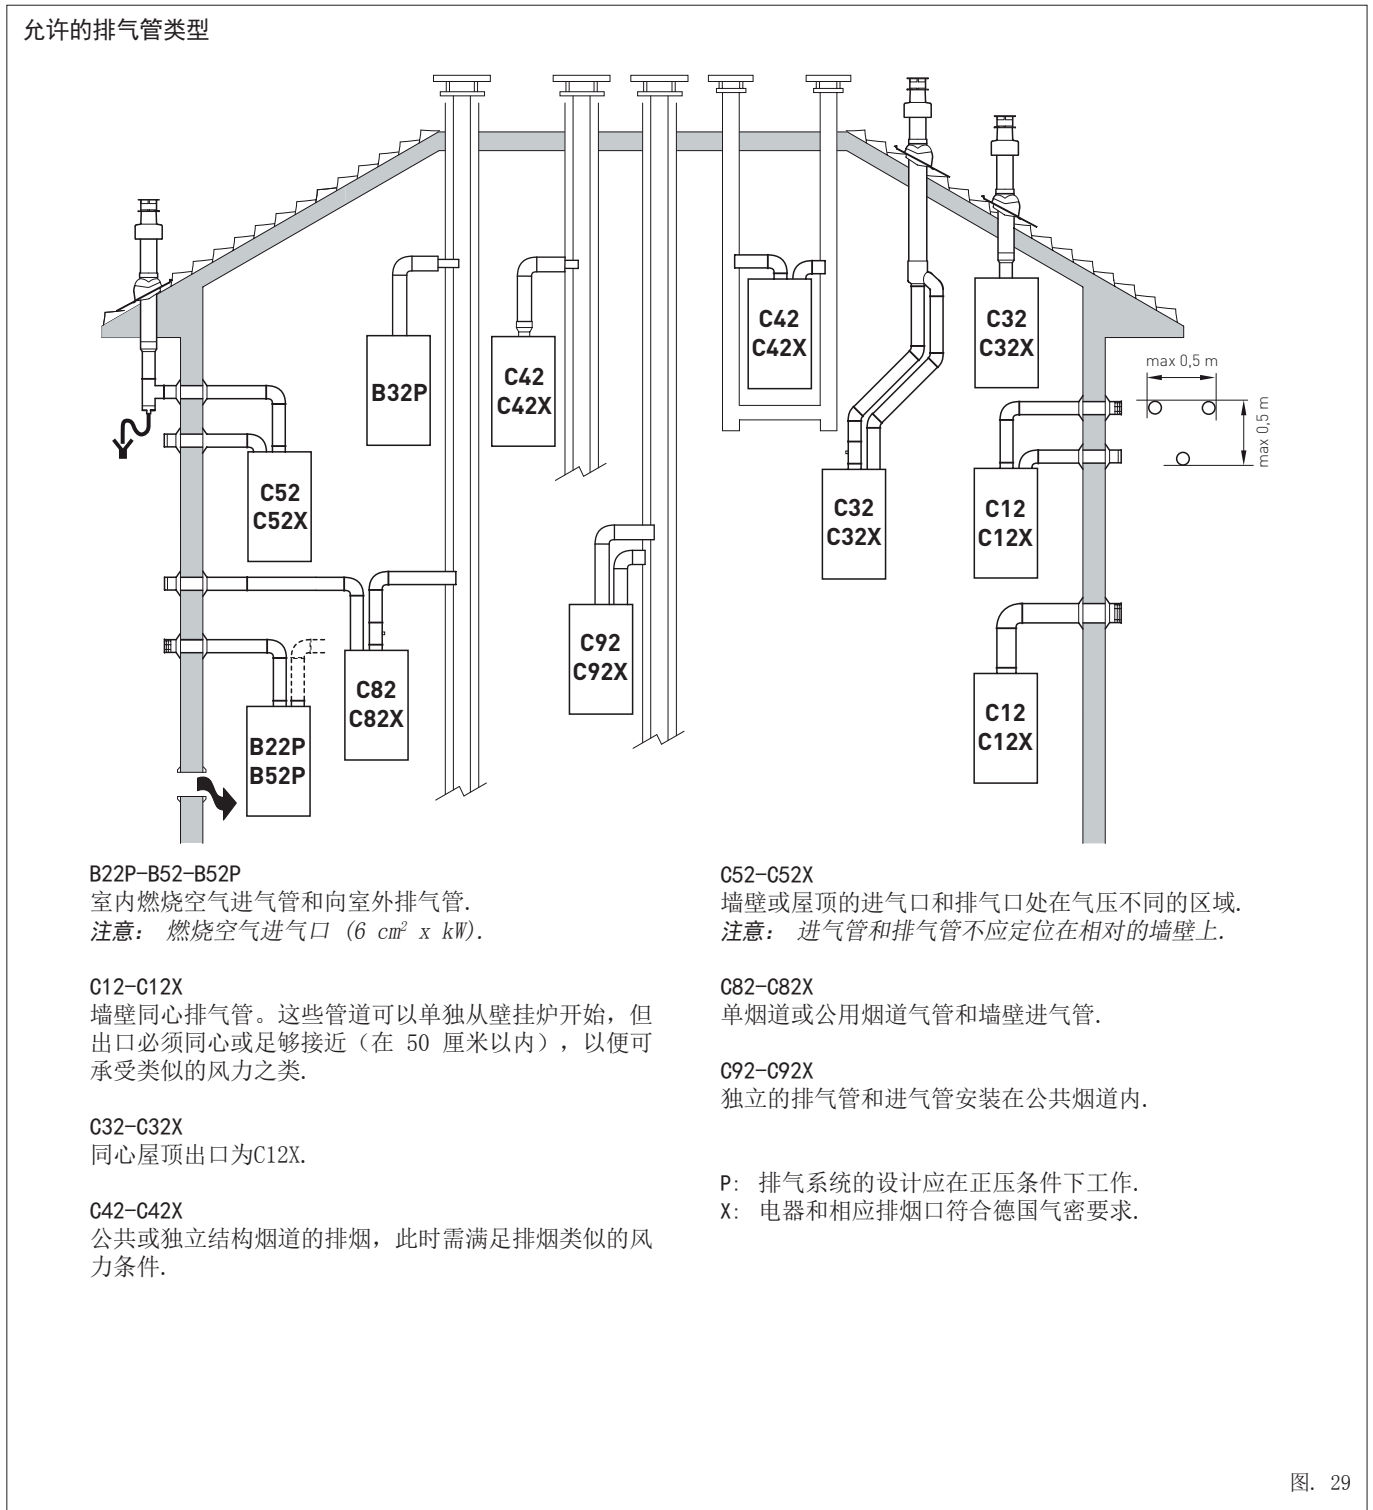 允许的排气管类型
B32P
C42
C42X
C42
C42X
C32
C32X
max 0,5 m
max 0,5 m
C52
C52X
C32
C32X
C12
C12X
C92
C92X
C82
C82X
C12
C12X
B22P
B52P
B22P-B52-B52P
室内燃烧空气进气管和向室外排气管.
注意: 燃烧空气进气口 (6 cm² x kW).
C12-C12X
墙壁同心排气管。这些管道可以单独从壁挂炉开始，但
出口必须同心或足够接近（在 50 厘米以内），以便可
承受类似的风力之类.
C32-C32X
同心屋顶出口为C12X.
C42-C42X
公共或独立结构烟道的排烟，此时需满足排烟类似的风
力条件.
C52-C52X
墙壁或屋顶的进气口和排气口处在气压不同的区域.
注意: 进气管和排气管不应定位在相对的墙壁上.
C82-C82X
单烟道或公用烟道气管和墙壁进气管.
C92-C92X
独立的排气管和进气管安装在公共烟道内.
P: 排气系统的设计应在正压条件下工作.
X: 电器和相应排烟口符合德国气密要求.
图. 29